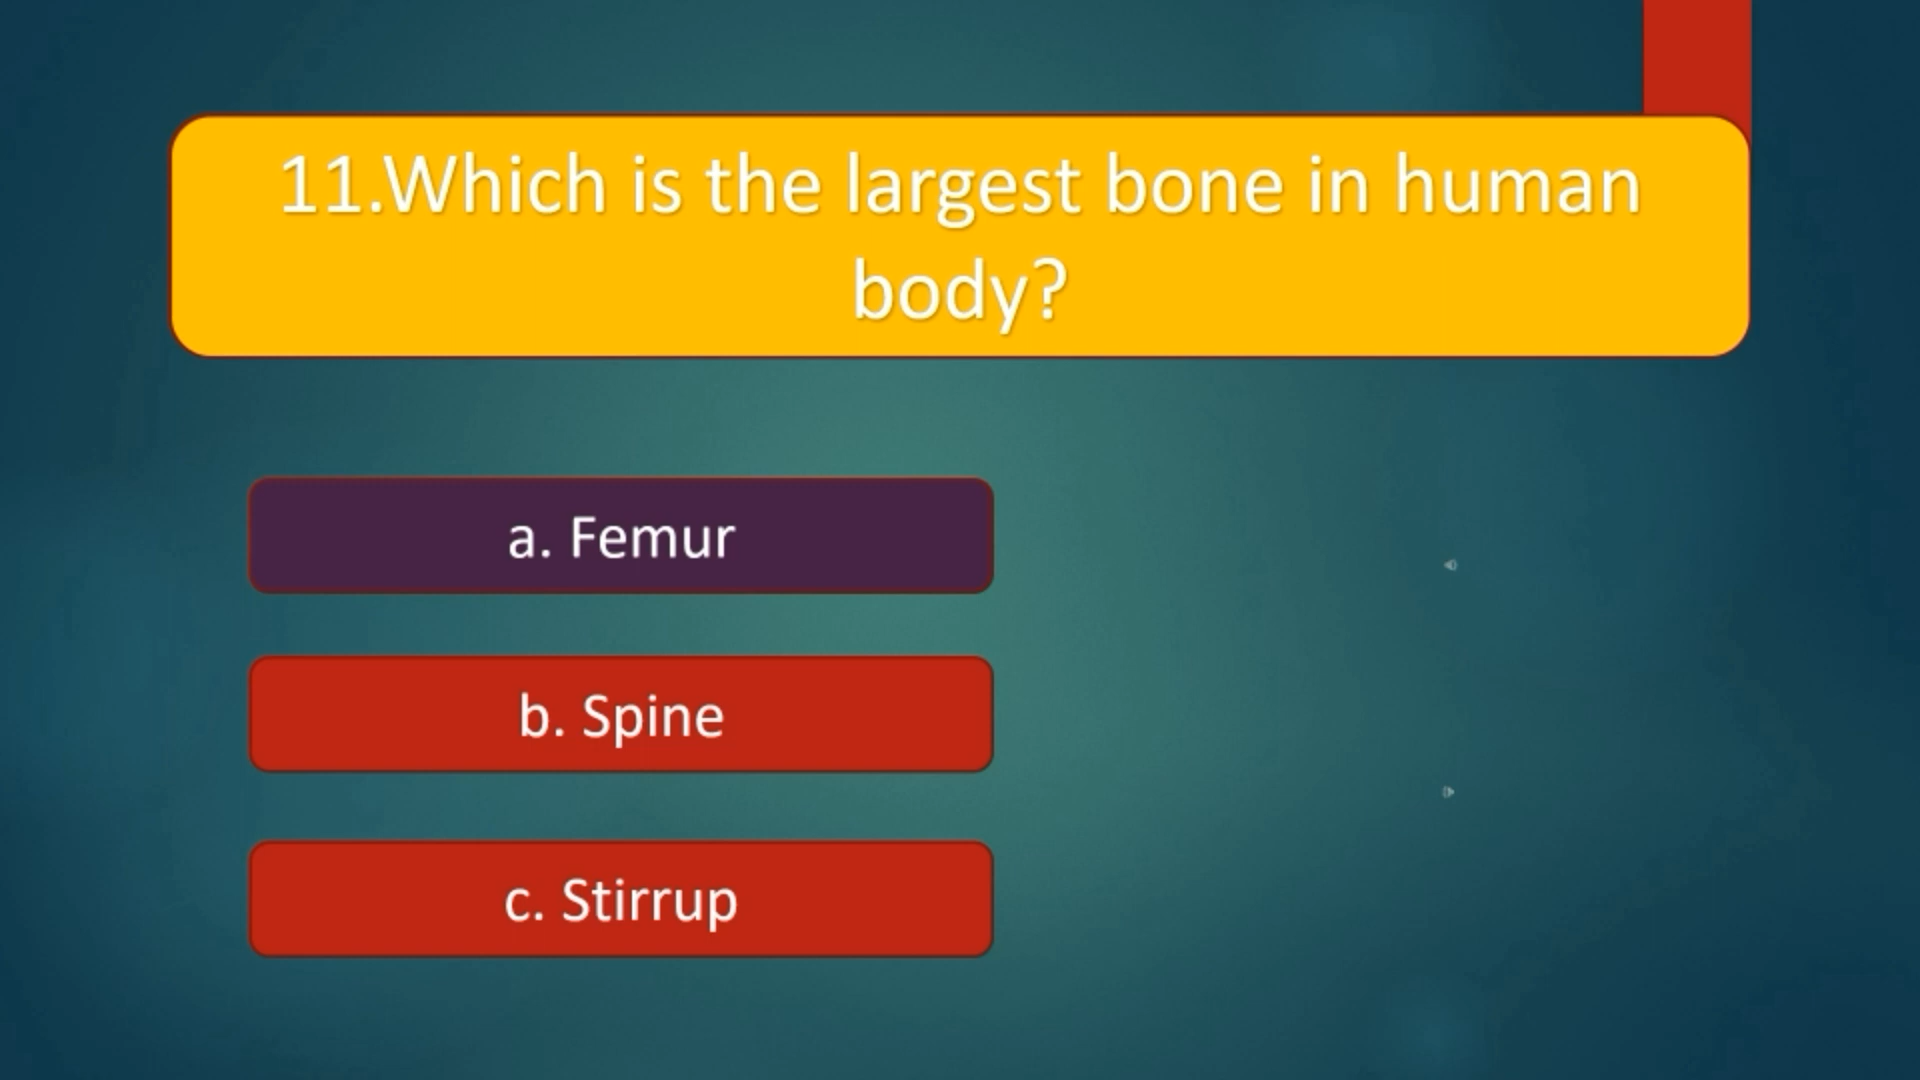 11.Which is the largest bone in human
body?
a. Femur
b. Spine
c. Stirrup